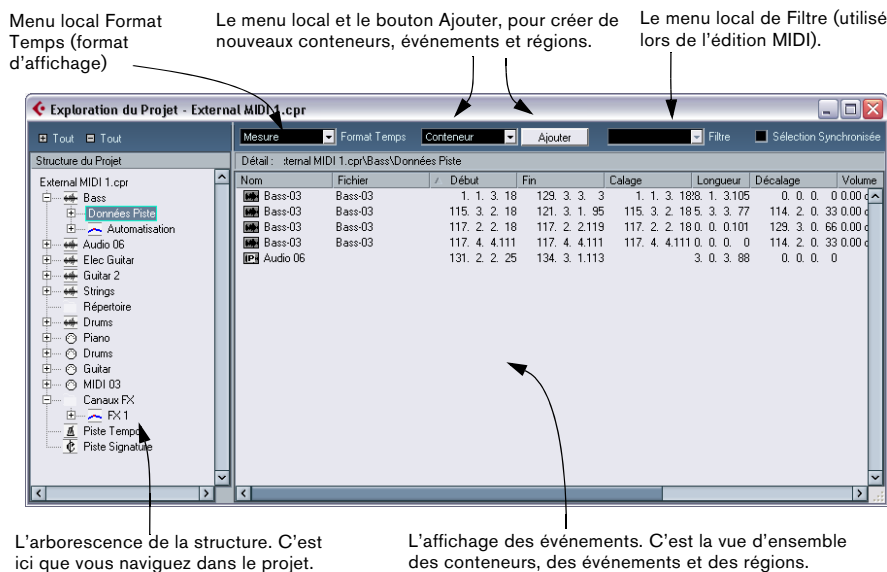 Menu local Format
Temps (format
d'affichage)
Le menu local et le bouton Ajouter, pour créer de
nouveaux conteneurs, événements et régions.
Le menu local de Filtre (utilisé
lors de l'édition MIDI).
Exploration du Projet - External MIDI 1.cpr
Tout Tout
Mesure Format Temps Conteneur Ajouter Filtre Sélection Synchronisée
Structure du Projet
Détail : :ternal MIDI 1.cpr\Bass\Données Piste
External MIDI 1.cpr
Bass
Données Piste
Automatisation
Audio 06
Elec Guitar
Guitar 2
Strings
Répertoire
Drums
Piano
Drums
Guitar
MIDI 03
Canaux FX
FX 1
Piste Tempo
Piste Signature
Nom Fichier Début Fin Calage Longueur Décalage Volume
Bass-03 Bass-03 1. 1. 3. 18 129. 3. 3. 3 1. 1. 3. 18 28. 1. 3.105 0. 0. 0. 0 0.00 d
Bass-03 Bass-03 115. 3. 2. 18 121. 3. 1. 95 115. 3. 2. 18 5. 3. 3. 77 114. 2. 0. 33 0.00 d
Bass-03 Bass-03 117. 2. 2. 18 117. 2. 2.119 117. 2. 2. 18 0. 0. 0.101 129. 3. 0. 66 0.00 d
Bass-03 Bass-03 117. 4. 4.111 117. 4. 4.111 117. 4. 4.111 0. 0. 0. 0 114. 2. 0. 33 0.00 d
Audio 06 131. 2. 2. 25 134. 3. 1.113 3. 0. 3. 88 0. 0. 0. 0
L'arborescence de la structure. C'est
ici que vous naviguez dans le projet.
L'affichage des événements. C'est la vue d'ensemble
des conteneurs, des événements et des régions.